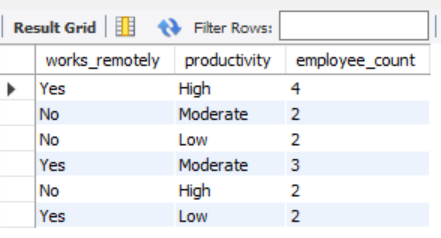 Result Grid Filter Rows:
works_remotely productivity employee_count
Yes High 4
No Moderate 2
No Low 2
Yes Moderate 3
No High 2
Yes Low 2